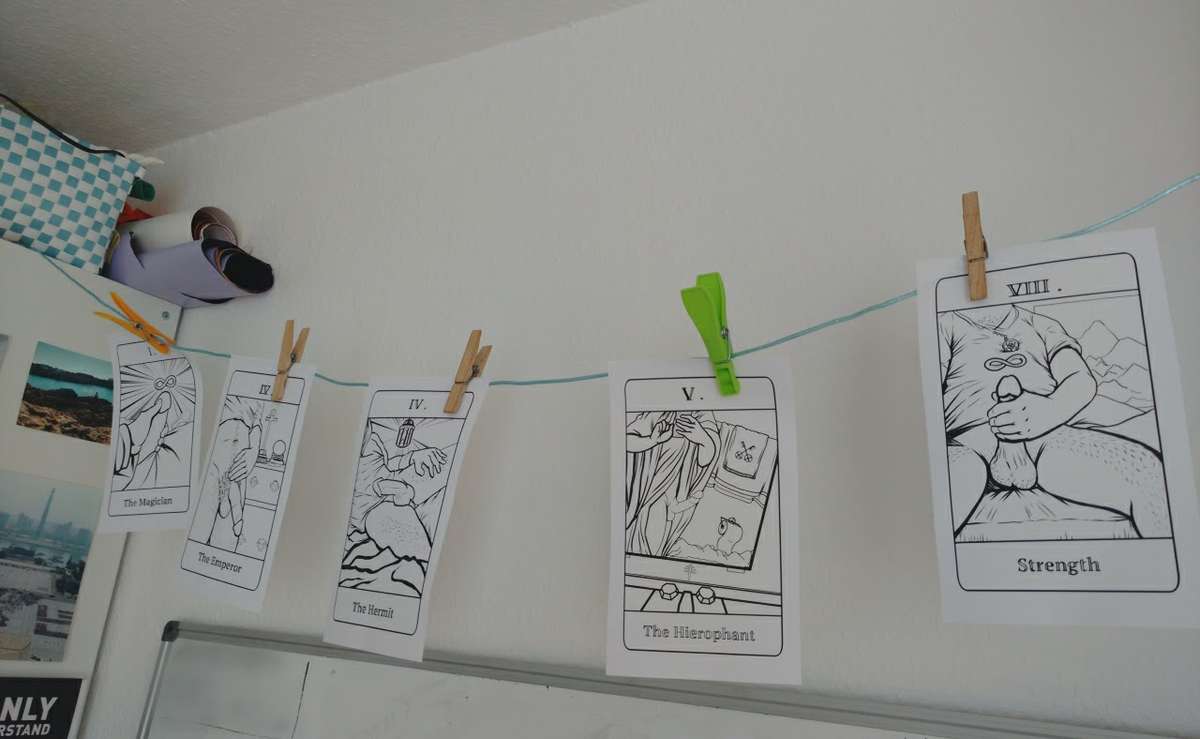 The Magician
IV.
The Emperor
IV.
The Hermit
V.
The Hierophant
VIII.
Strength
NLY
RSTAND